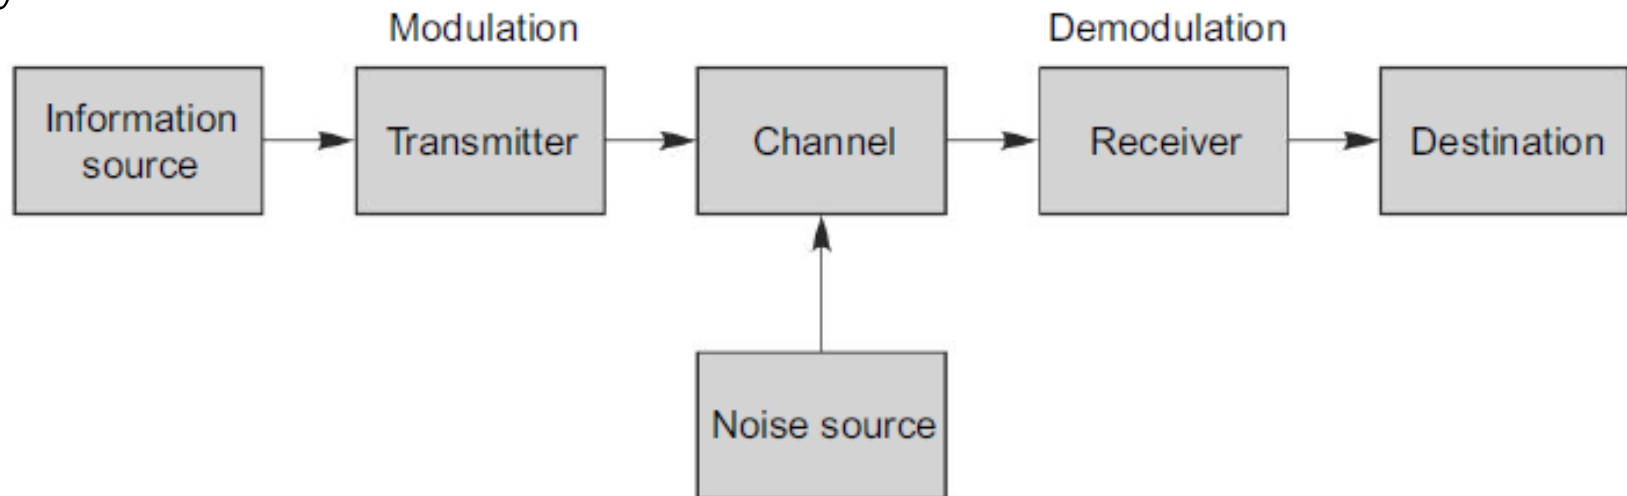 Modulation
Demodulation
Information
source
Transmitter
Channel
Receiver
Destination
Noise source